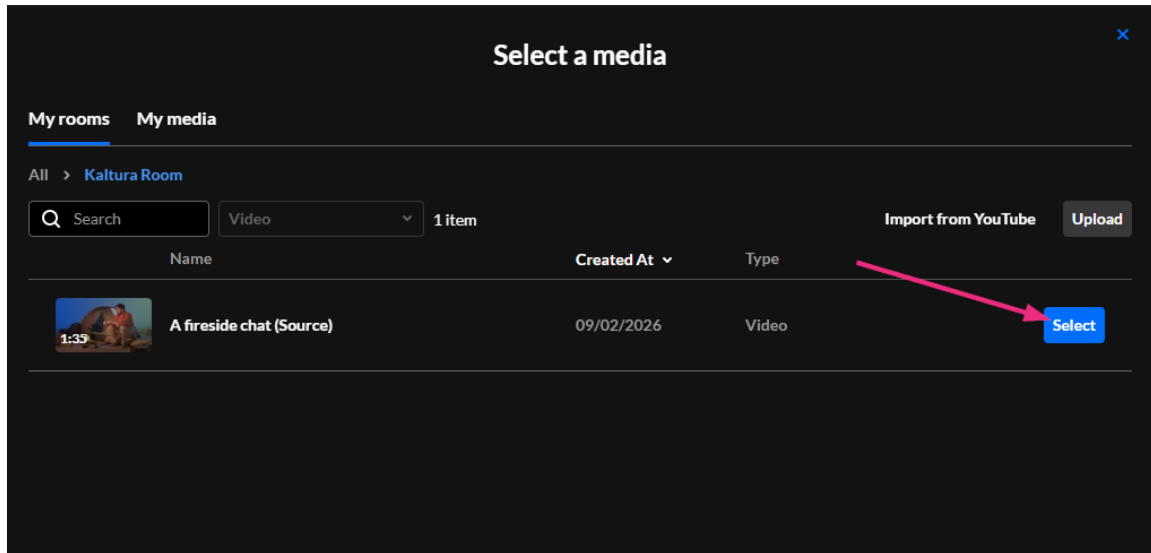 Select a media
My rooms My media
All > Kaltura Room
Search Video 1 item Import from YouTube Upload
Name Created At Type
1:35 A fireside chat (Source) 09/02/2026 Video Select